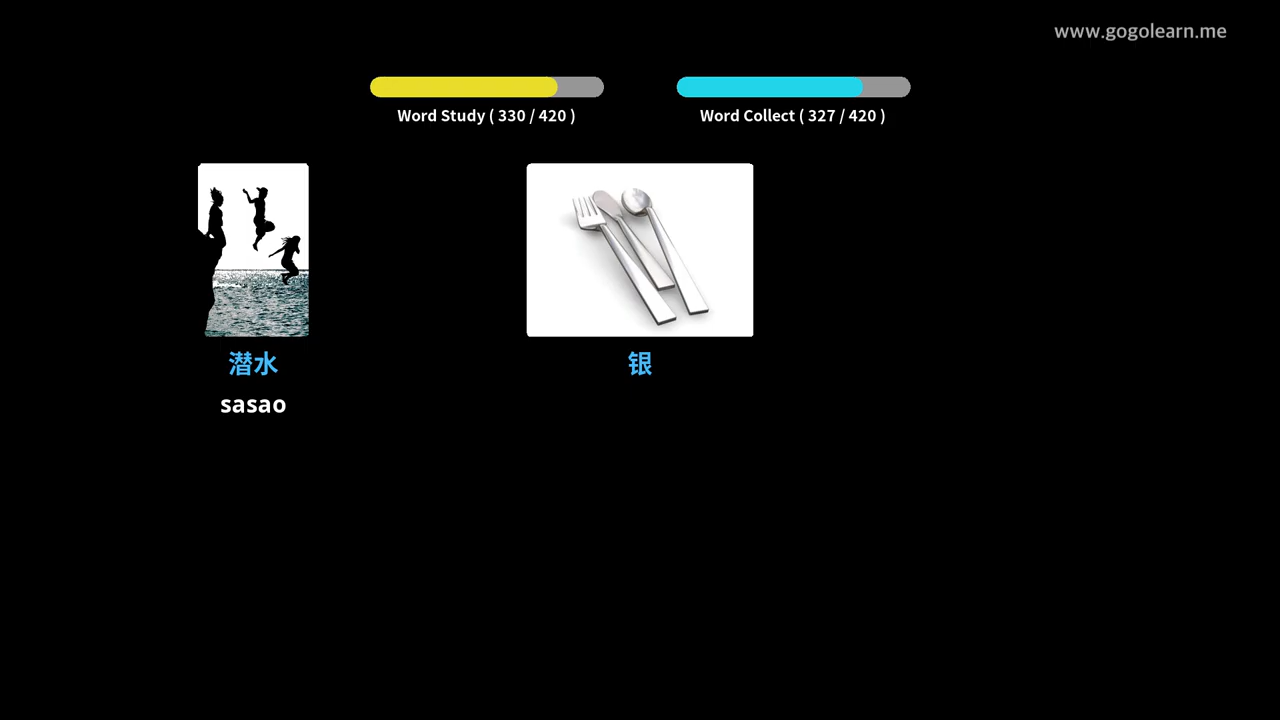 www.gogolearn.me
Word Study ( 330 / 420 )
Word Collect ( 327 / 420 )
潜水
银
sasao